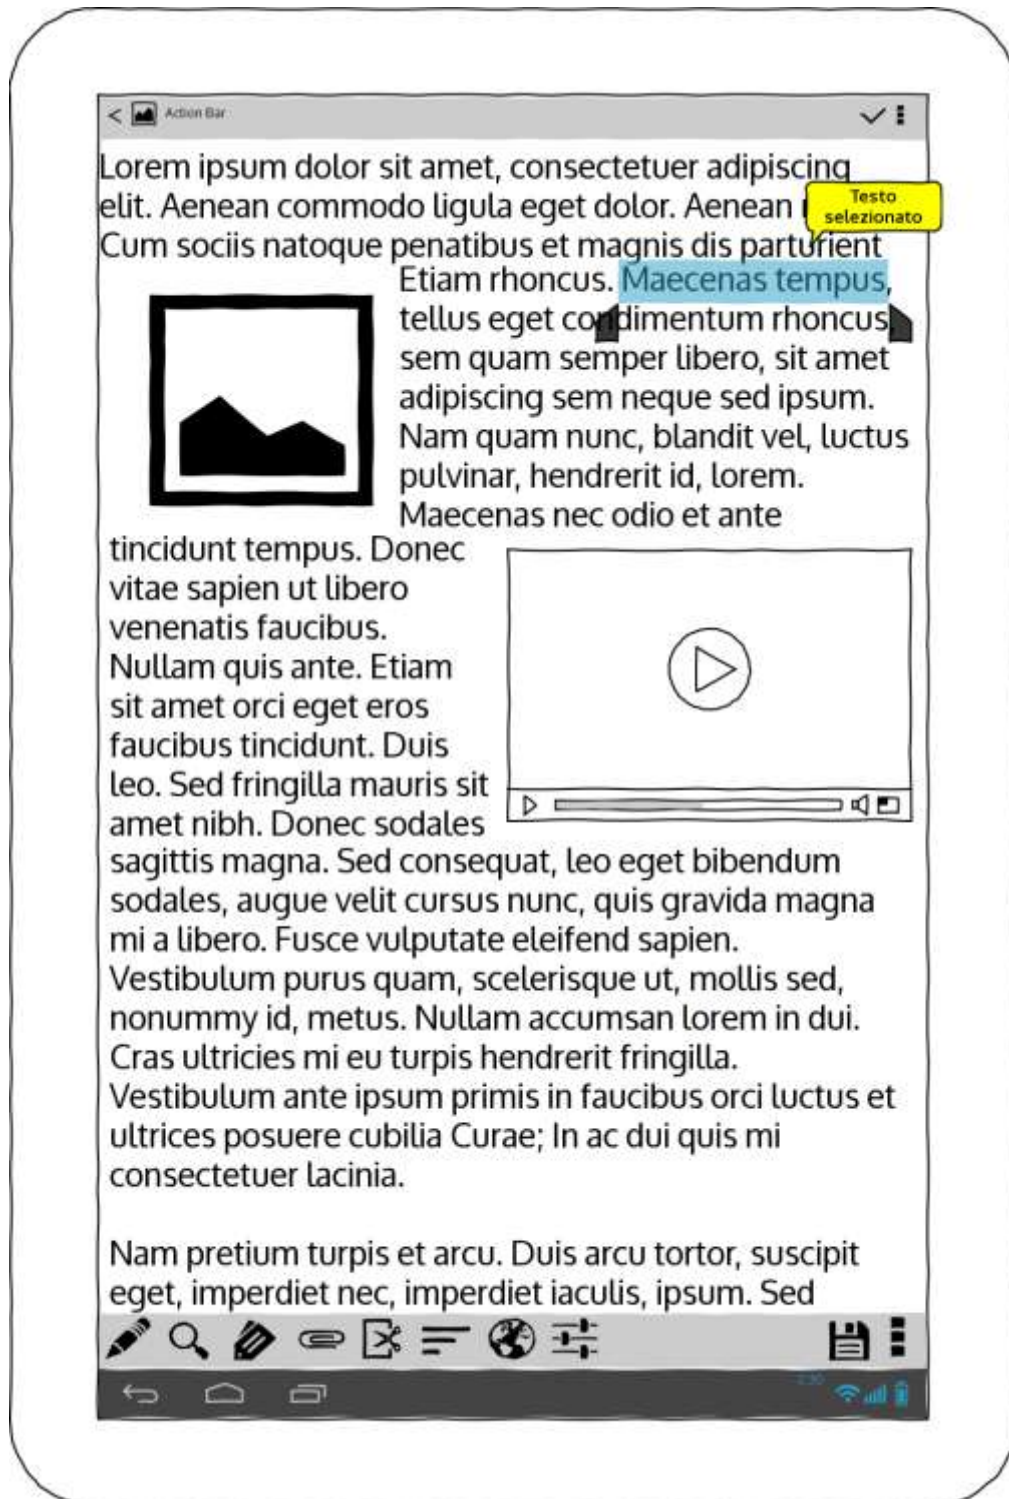 Action Bar
Lorem ipsum dolor sit amet, consectetuer adipiscing
elit. Aenean commodo ligula eget dolor. Aenean
Testo
selezionato
Cum sociis natoque penatibus et magnis dis parturient
Etiam rhoncus. Maecenas tempus,
tellus eget condimentum rhoncus,
sem quam semper libero, sit amet
adipiscing sem neque sed ipsum.
Nam quam nunc, blandit vel, luctus
pulvinar, hendrerit id, lorem.
Maecenas nec odio et ante
tincidunt tempus. Donec
vitae sapien ut libero
venenatis faucibus.
Nullam quis ante. Etiam
sit amet orci eget eros
faucibus tincidunt. Duis
leo. Sed fringilla mauris sit
amet nibh. Donec sodales
sagittis magna. Sed consequat, leo eget bibendum
sodales, augue velit cursus nunc, quis gravida magna
mi a libero. Fusce vulputate eleifend sapien.
Vestibulum purus quam, scelerisque ut, mollis sed,
nonummy id, metus. Nullam accumsan lorem in dui.
Cras ultricies mi eu turpis hendrerit fringilla.
Vestibulum ante ipsum primis in faucibus orci luctus et
ultrices posuere cubilia Curae; In ac dui quis mi
consectetuer lacinia.
Nam pretium turpis et arcu. Duis arcu tortor, suscipit
eget, imperdiet nec, imperdiet iaculis, ipsum. Sed